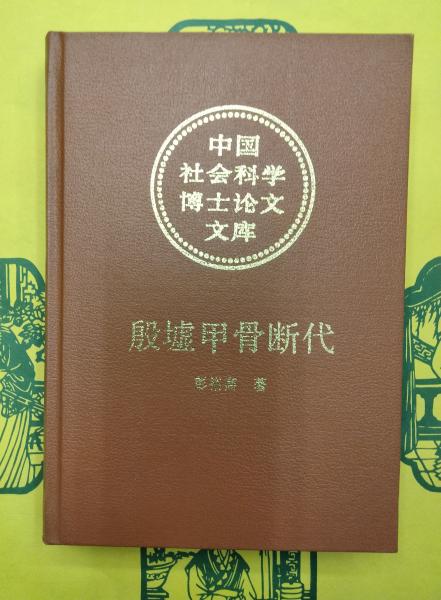 中国
社会科学
博士论文
文库
殷墟甲骨断代
彭裕商 著